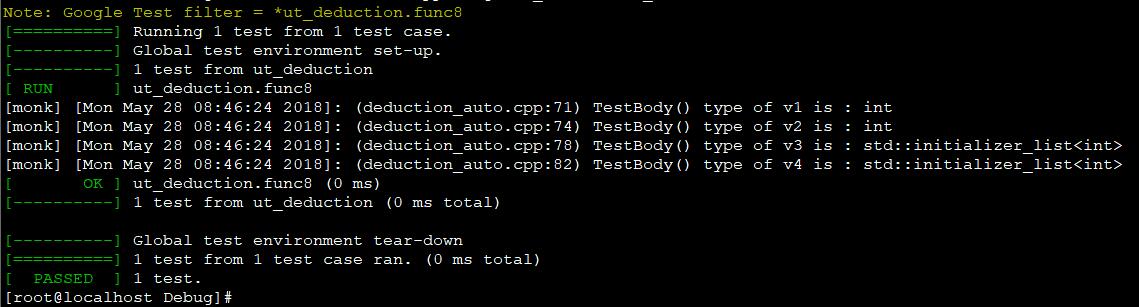 Note: Google Test filter = *ut_deduction.func8
[==========] Running 1 test from 1 test case.
[----------] Global test environment set-up.
[----------] 1 test from ut_deduction
[ RUN      ] ut_deduction.func8
[monk] [Mon May 28 08:46:24 2018]: (deduction_auto.cpp:71) TestBody() type of v1 is : int
[monk] [Mon May 28 08:46:24 2018]: (deduction_auto.cpp:74) TestBody() type of v2 is : int
[monk] [Mon May 28 08:46:24 2018]: (deduction_auto.cpp:78) TestBody() type of v3 is : std::initializer_list<int>
[monk] [Mon May 28 08:46:24 2018]: (deduction_auto.cpp:82) TestBody() type of v4 is : std::initializer_list<int>
[       OK ] ut_deduction.func8 (0 ms)
[----------] 1 test from ut_deduction (0 ms total)
[----------] Global test environment tear-down
[==========] 1 test from 1 test case ran. (0 ms total)
[  PASSED  ] 1 test.
[root@localhost Debug]#